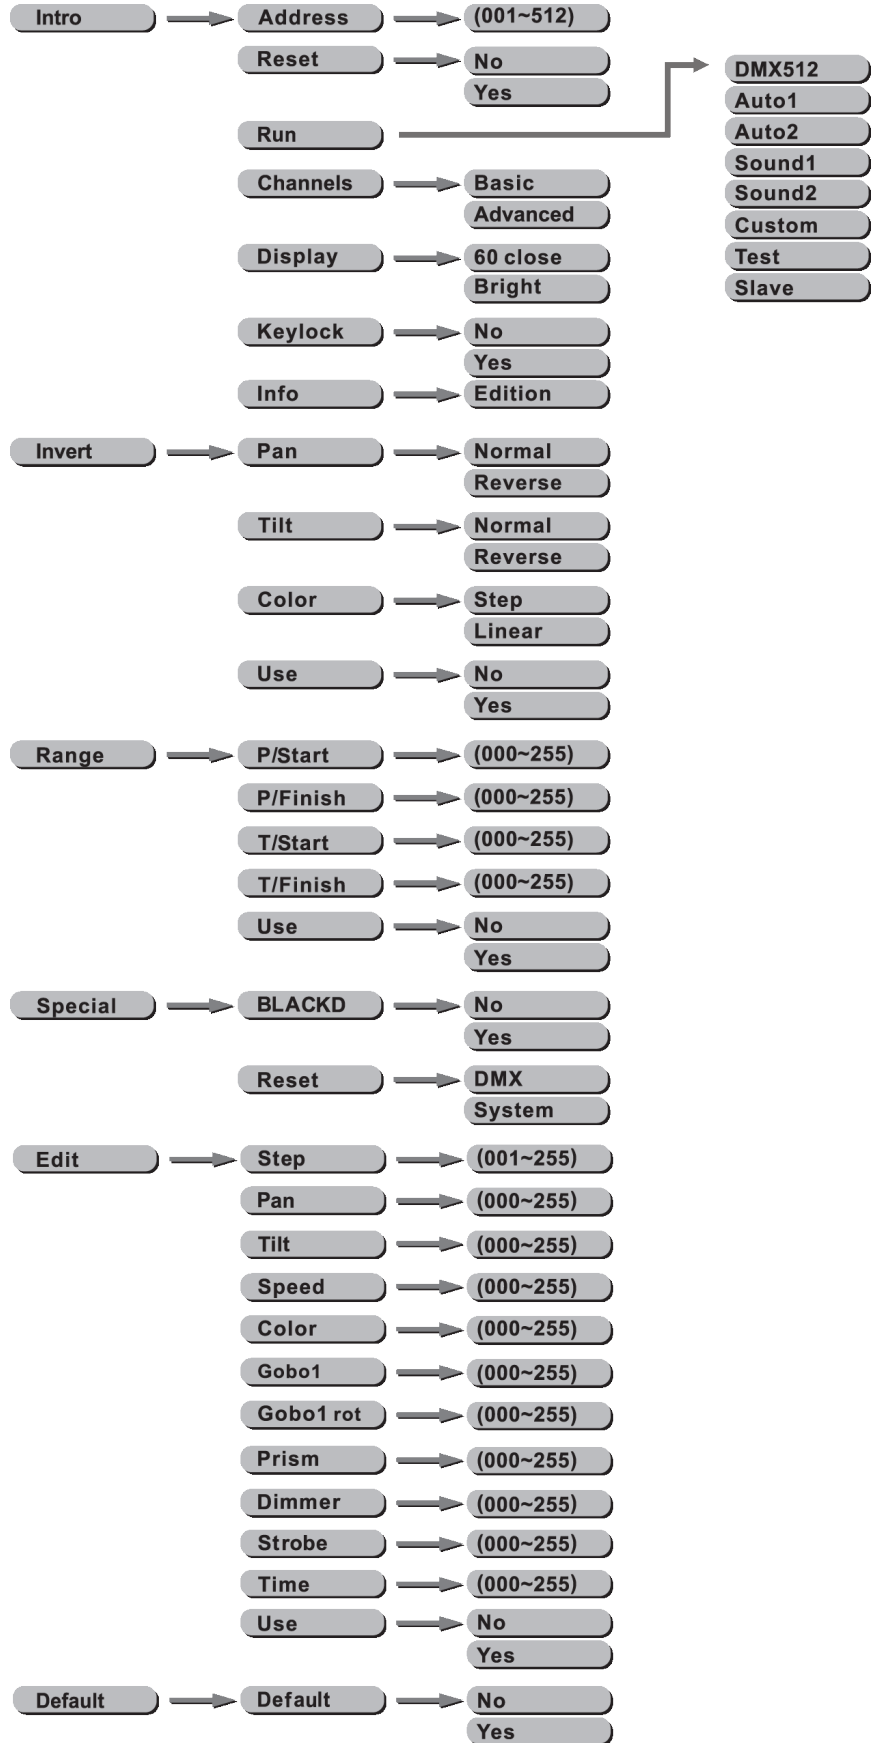 Intro Address (001~512)
Reset No
Yes
DMX512
Auto1
Auto2
Sound1
Sound2
Custom
Test
Slave
Run
Channels Basic
Advanced
Display 60 close
Bright
Keylock No
Yes
Info Edition
Invert Pan Normal
Reverse
Tilt Normal
Reverse
Color Step
Linear
Use No
Yes
Range P/Start (000~255)
P/Finish (000~255)
T/Start (000~255)
T/Finish (000~255)
Use No
Yes
Special BLACKD No
Yes
Reset DMX
System
Edit Step (001~255)
Pan (000~255)
Tilt (000~255)
Speed (000~255)
Color (000~255)
Gobo1 (000~255)
Gobo1 rot (000~255)
Prism (000~255)
Dimmer (000~255)
Strobe (000~255)
Time (000~255)
Use No
Yes
Default Default No
Yes